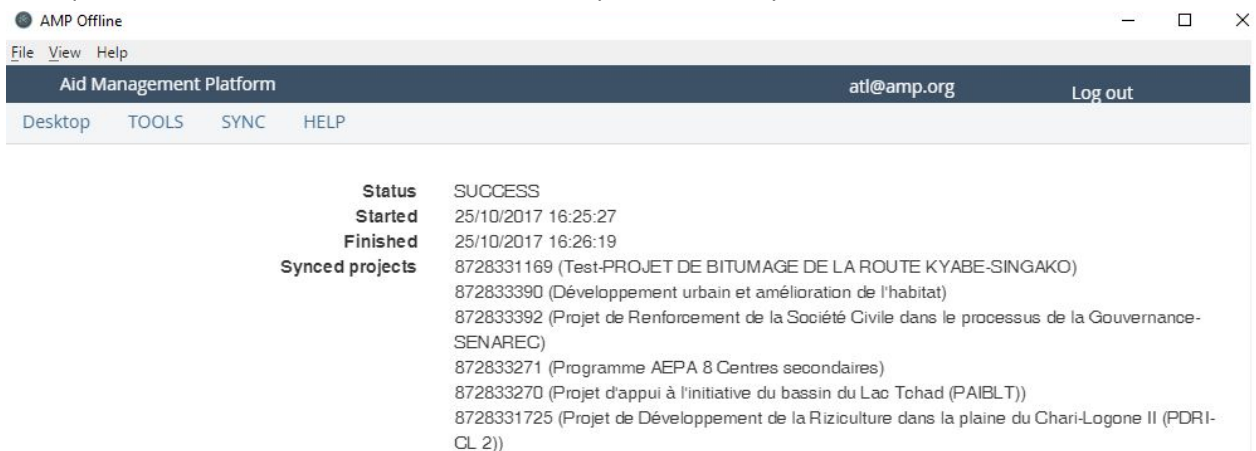 AMP Offline
File View Help
Aid Management Platform atl@amp.org Log out
Desktop TOOLS SYNC HELP
Status SUCCESS
Started 25/10/2017 16:25:27
Finished 25/10/2017 16:26:19
Synced projects 8728331169 (Test-PROJET DE BITUMAGE DE LA ROUTE KYABE-SINGAKO)
872833390 (Développement urbain et amélioration de l'habitat)
872833392 (Projet de Renforcement de la Société Civile dans le processus de la Gouvernance-
SENAREC)
872833271 (Programme AEPA 8 Centres secondaires)
872833270 (Projet d'appui à l'initiative du bassin du Lac Tchad (PAIBLT))
8728331725 (Projet de Développement de la Riziculture dans la plaine du Chari-Logone II (PDRI-
CL 2))